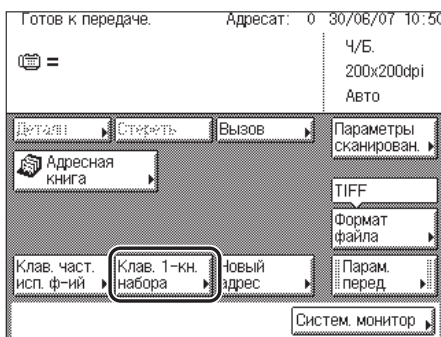 Готов к передаче. Адресат: 0 30/06/07 10:50
=
Ч/Б.
200x200dpi
Авто
Детали Стереть Вызов Параметры сканирован.
Адресная книга
TIFF
Формат файла
Клав. част. исп. ф-ий Клав. 1-кн. набора Новый адрес Парам. перед.
Систем. монитор